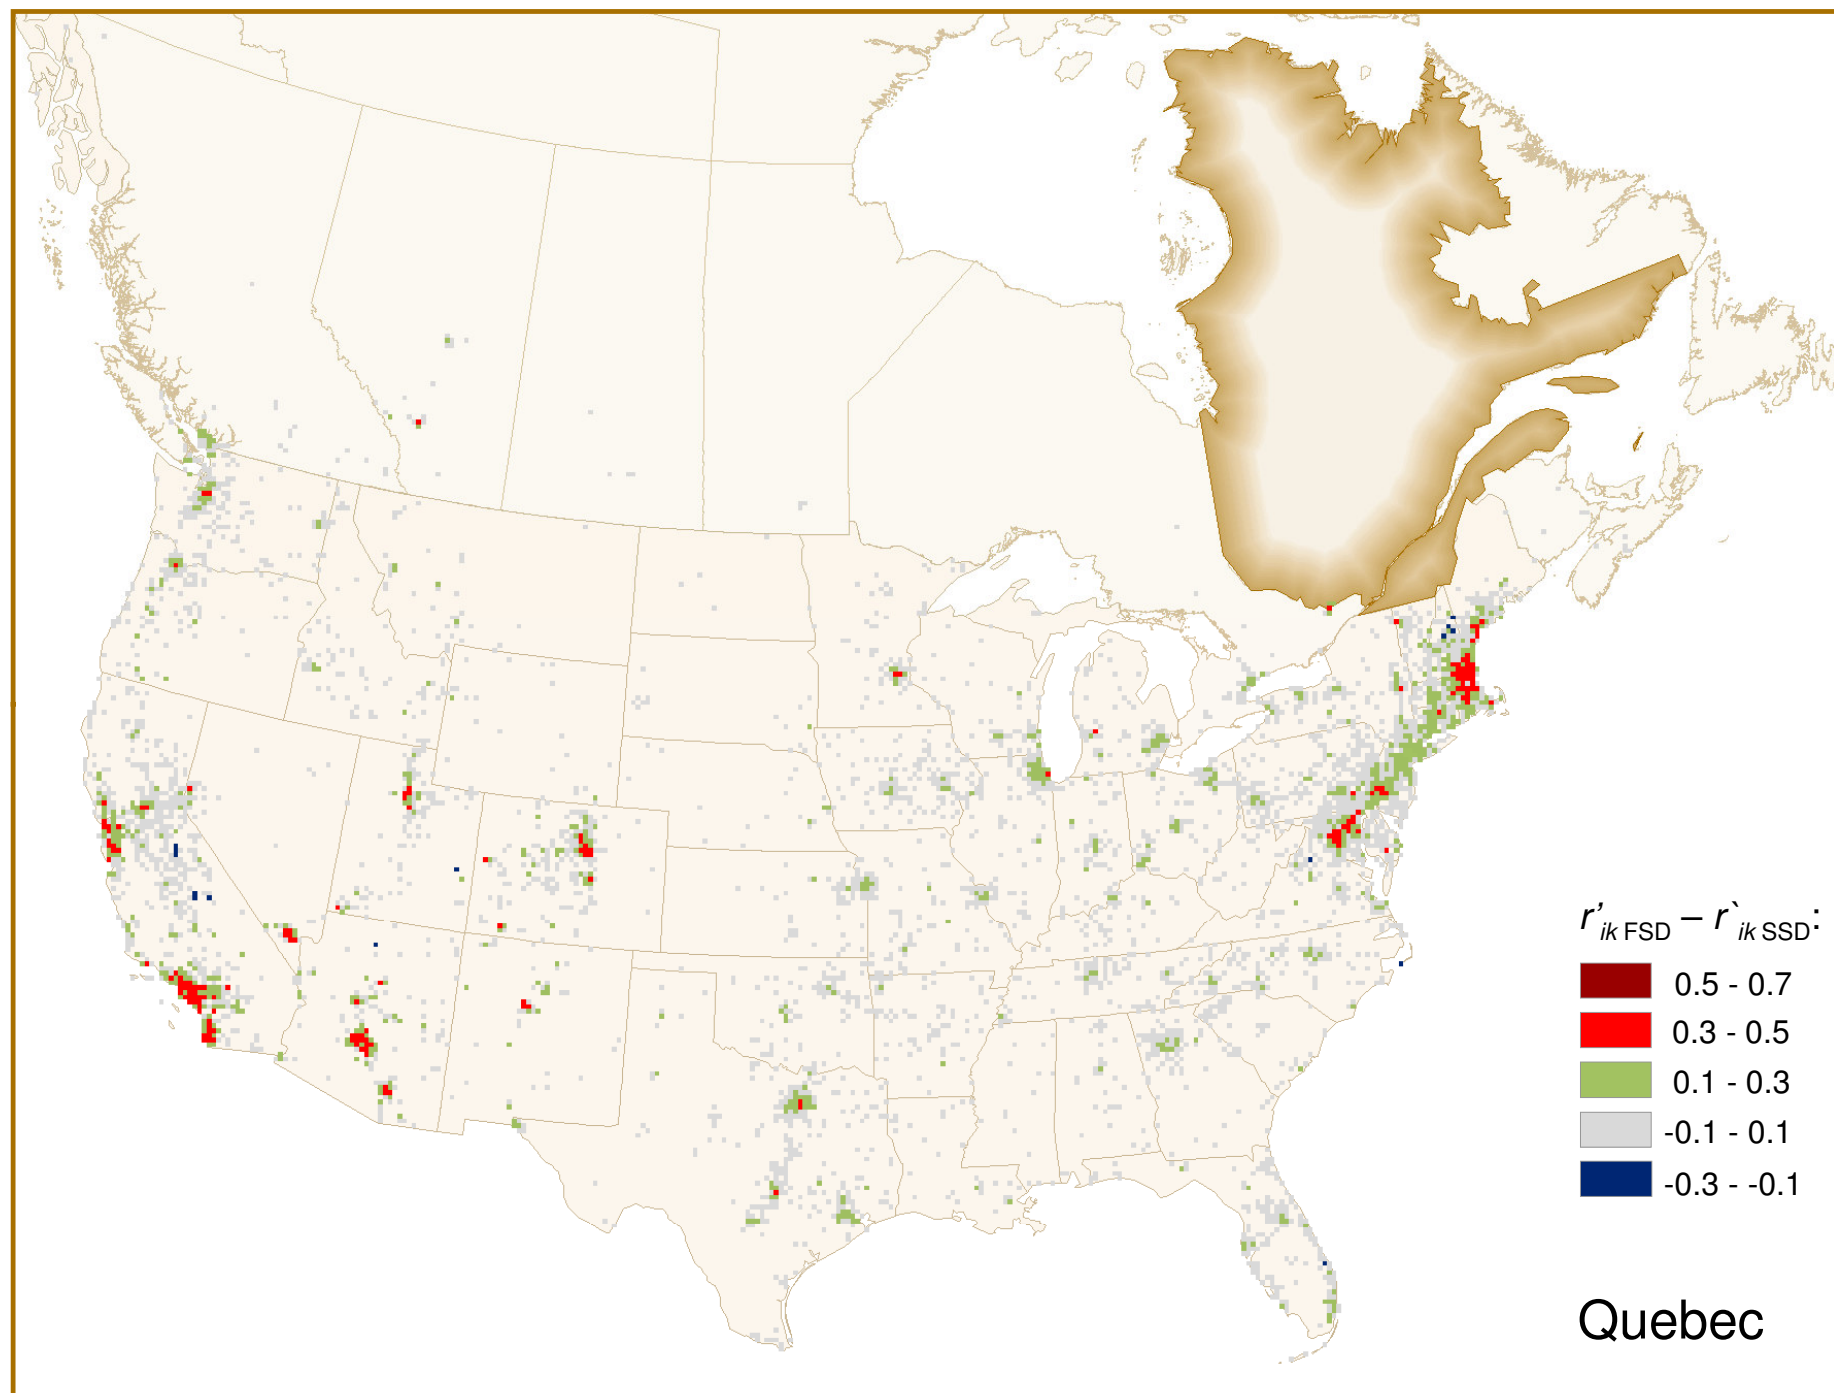 r’ik FSD – r`ik SSD:
0.5 - 0.7
0.3 - 0.5
0.1 - 0.3
-0.1 - 0.1
-0.3 - -0.1
Quebec